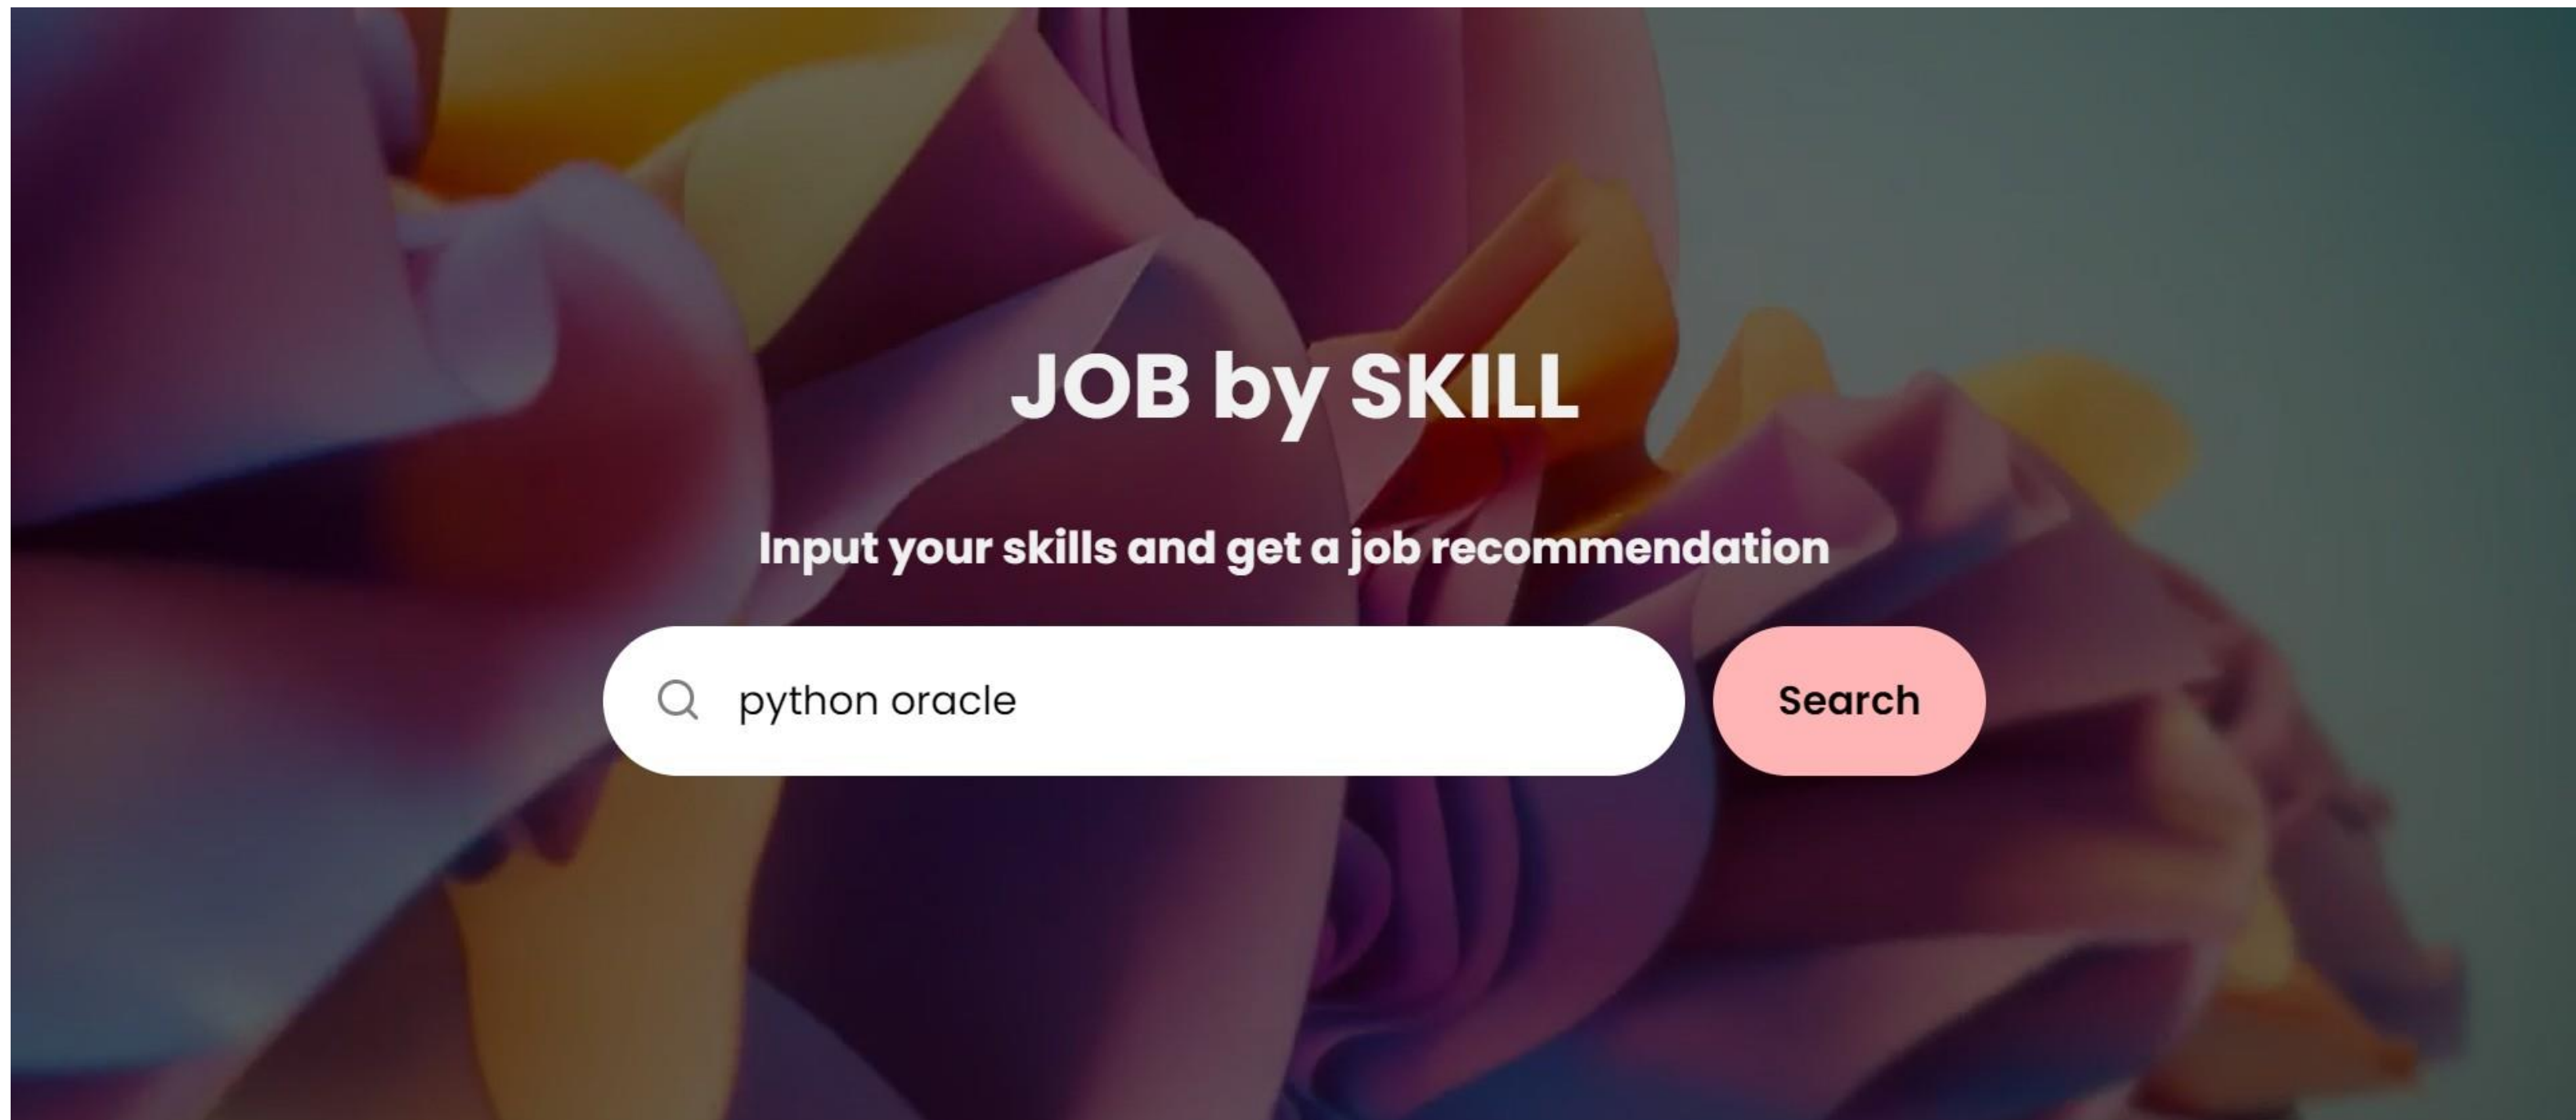 JOB by SKILL
Input your skills and get a job recommendation
python oracle
Search